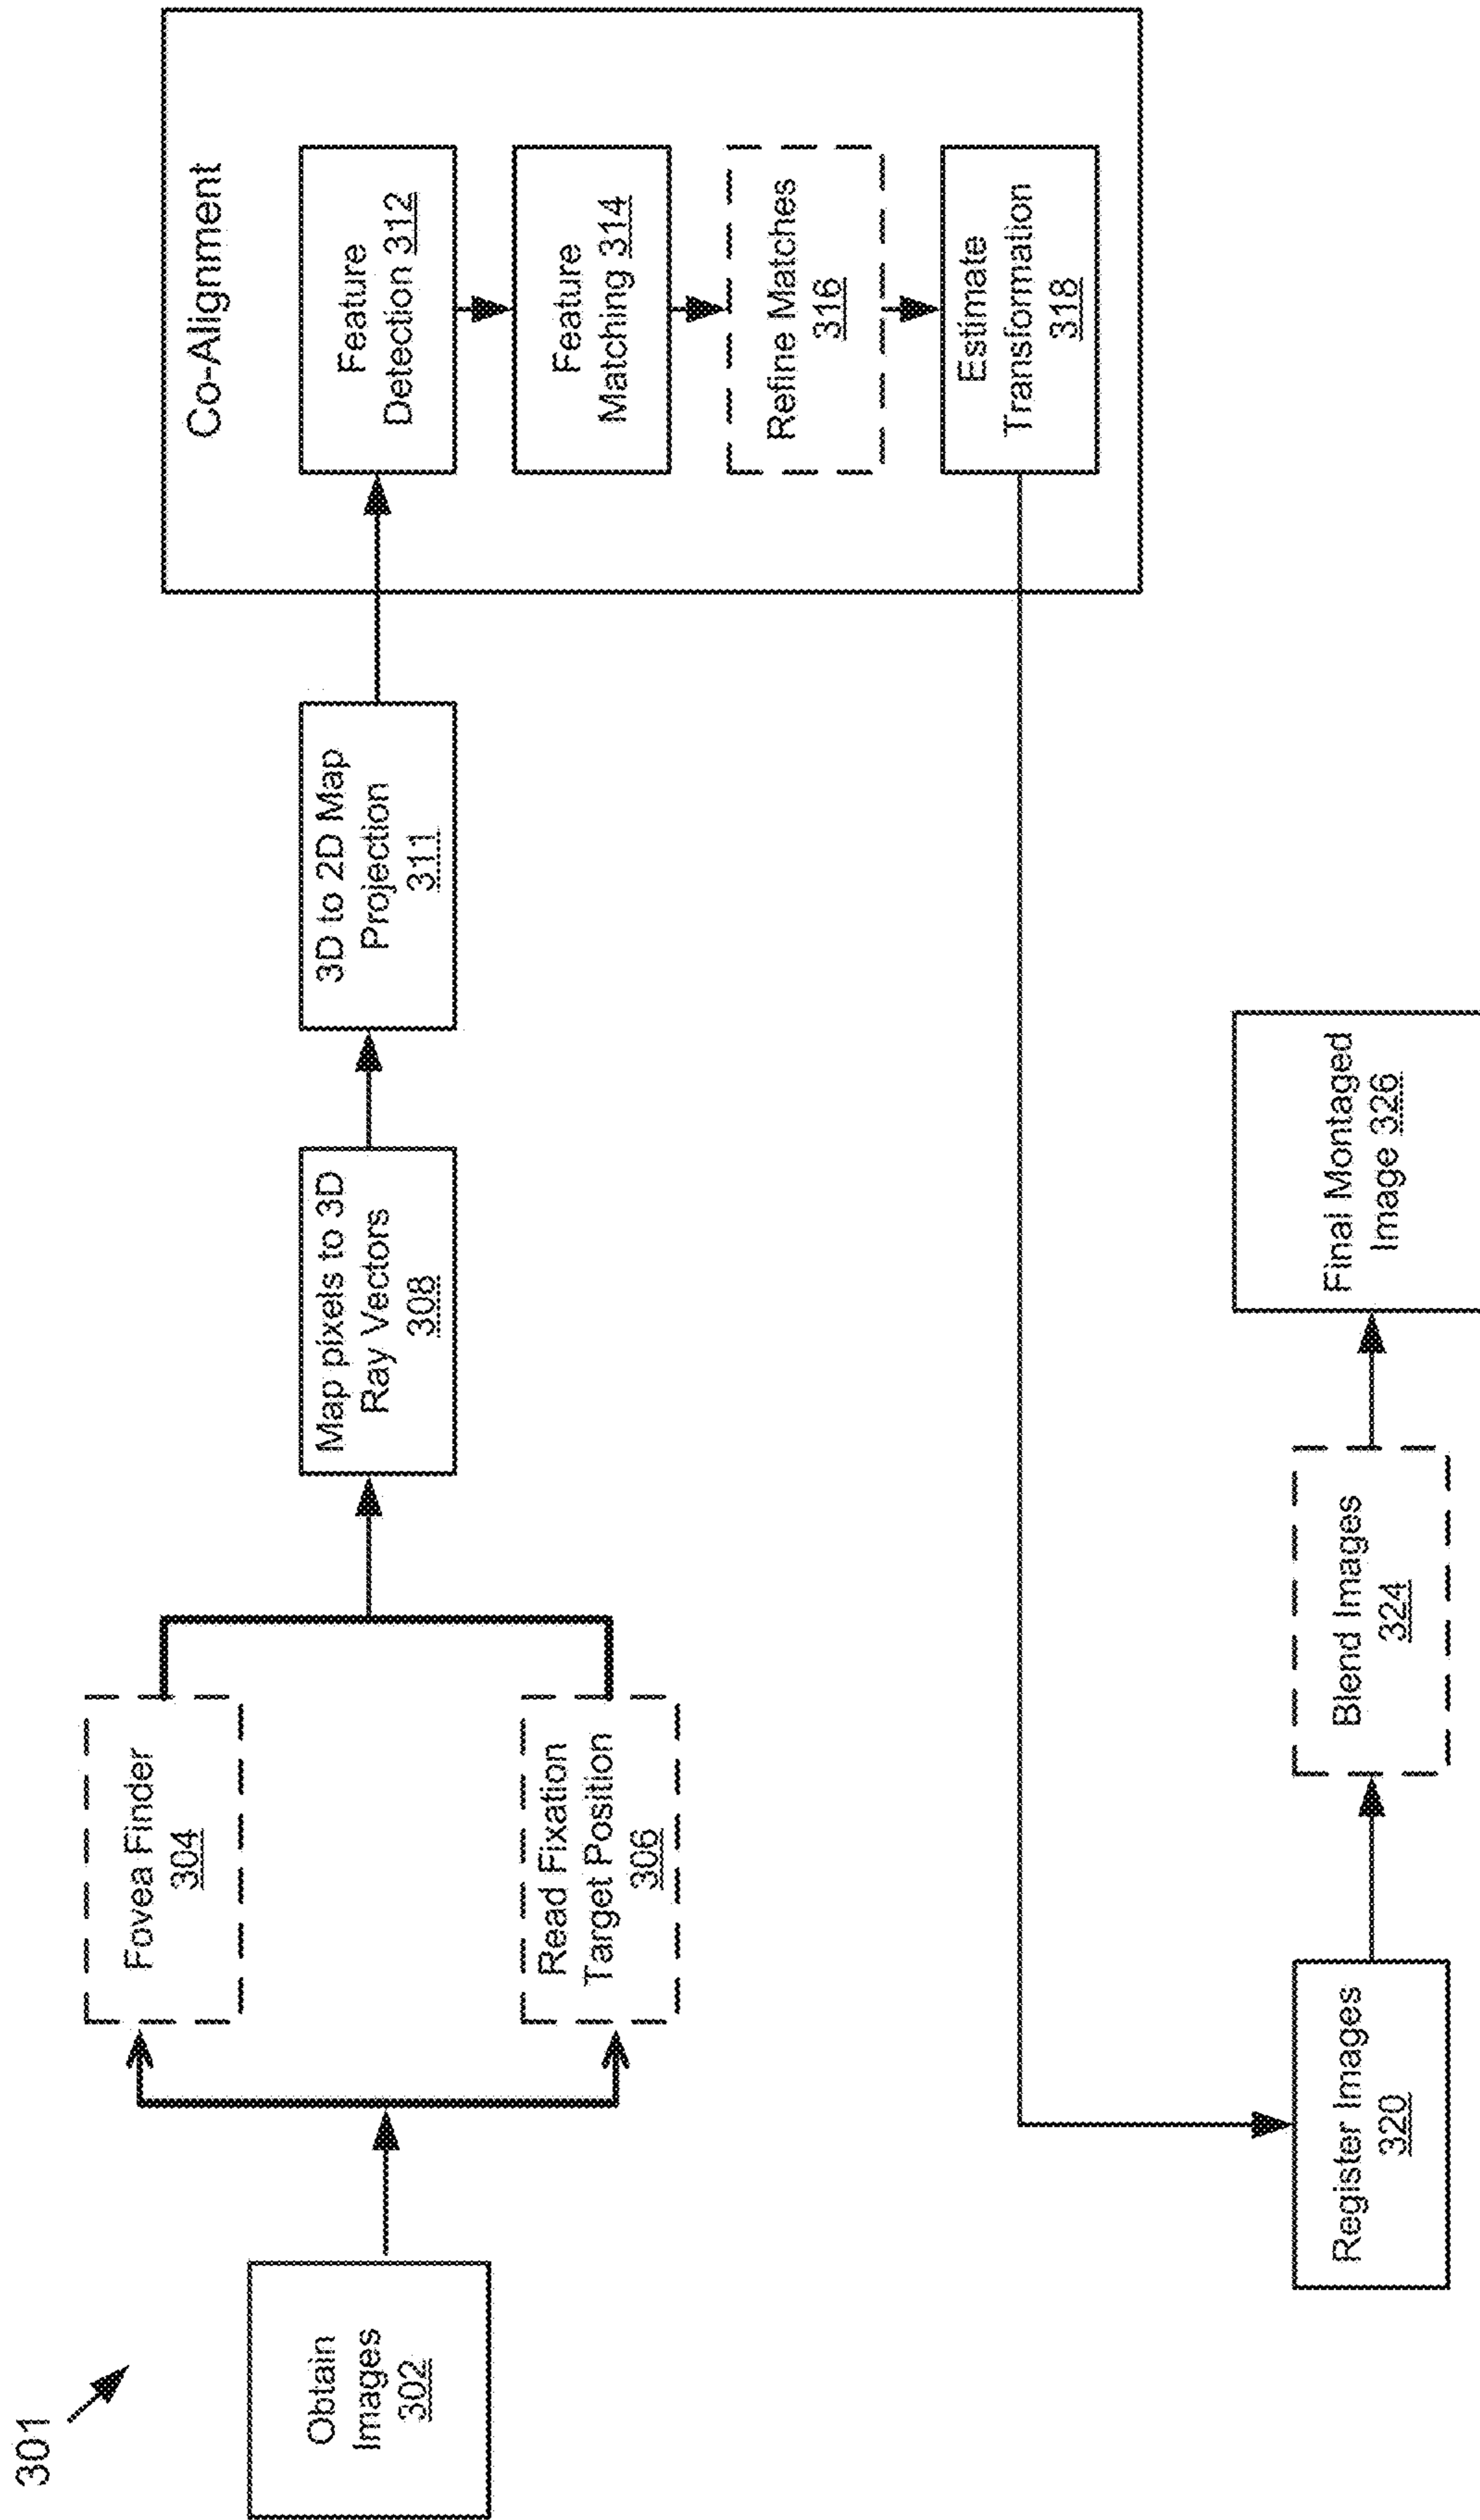 301
Obtain
Images
302
Fovea Finder
304
Read Fixation
Target Position
306
Map pixels to 3D
Ray Vectors
308
3D to 2D Map
Projection
311
Co-Alignment
Feature
Detection 312
Feature
Matching 314
Refine Matches
316
Estimate
Transformation
318
Register Images
320
Blend Images
324
Final Montaged
Image 326